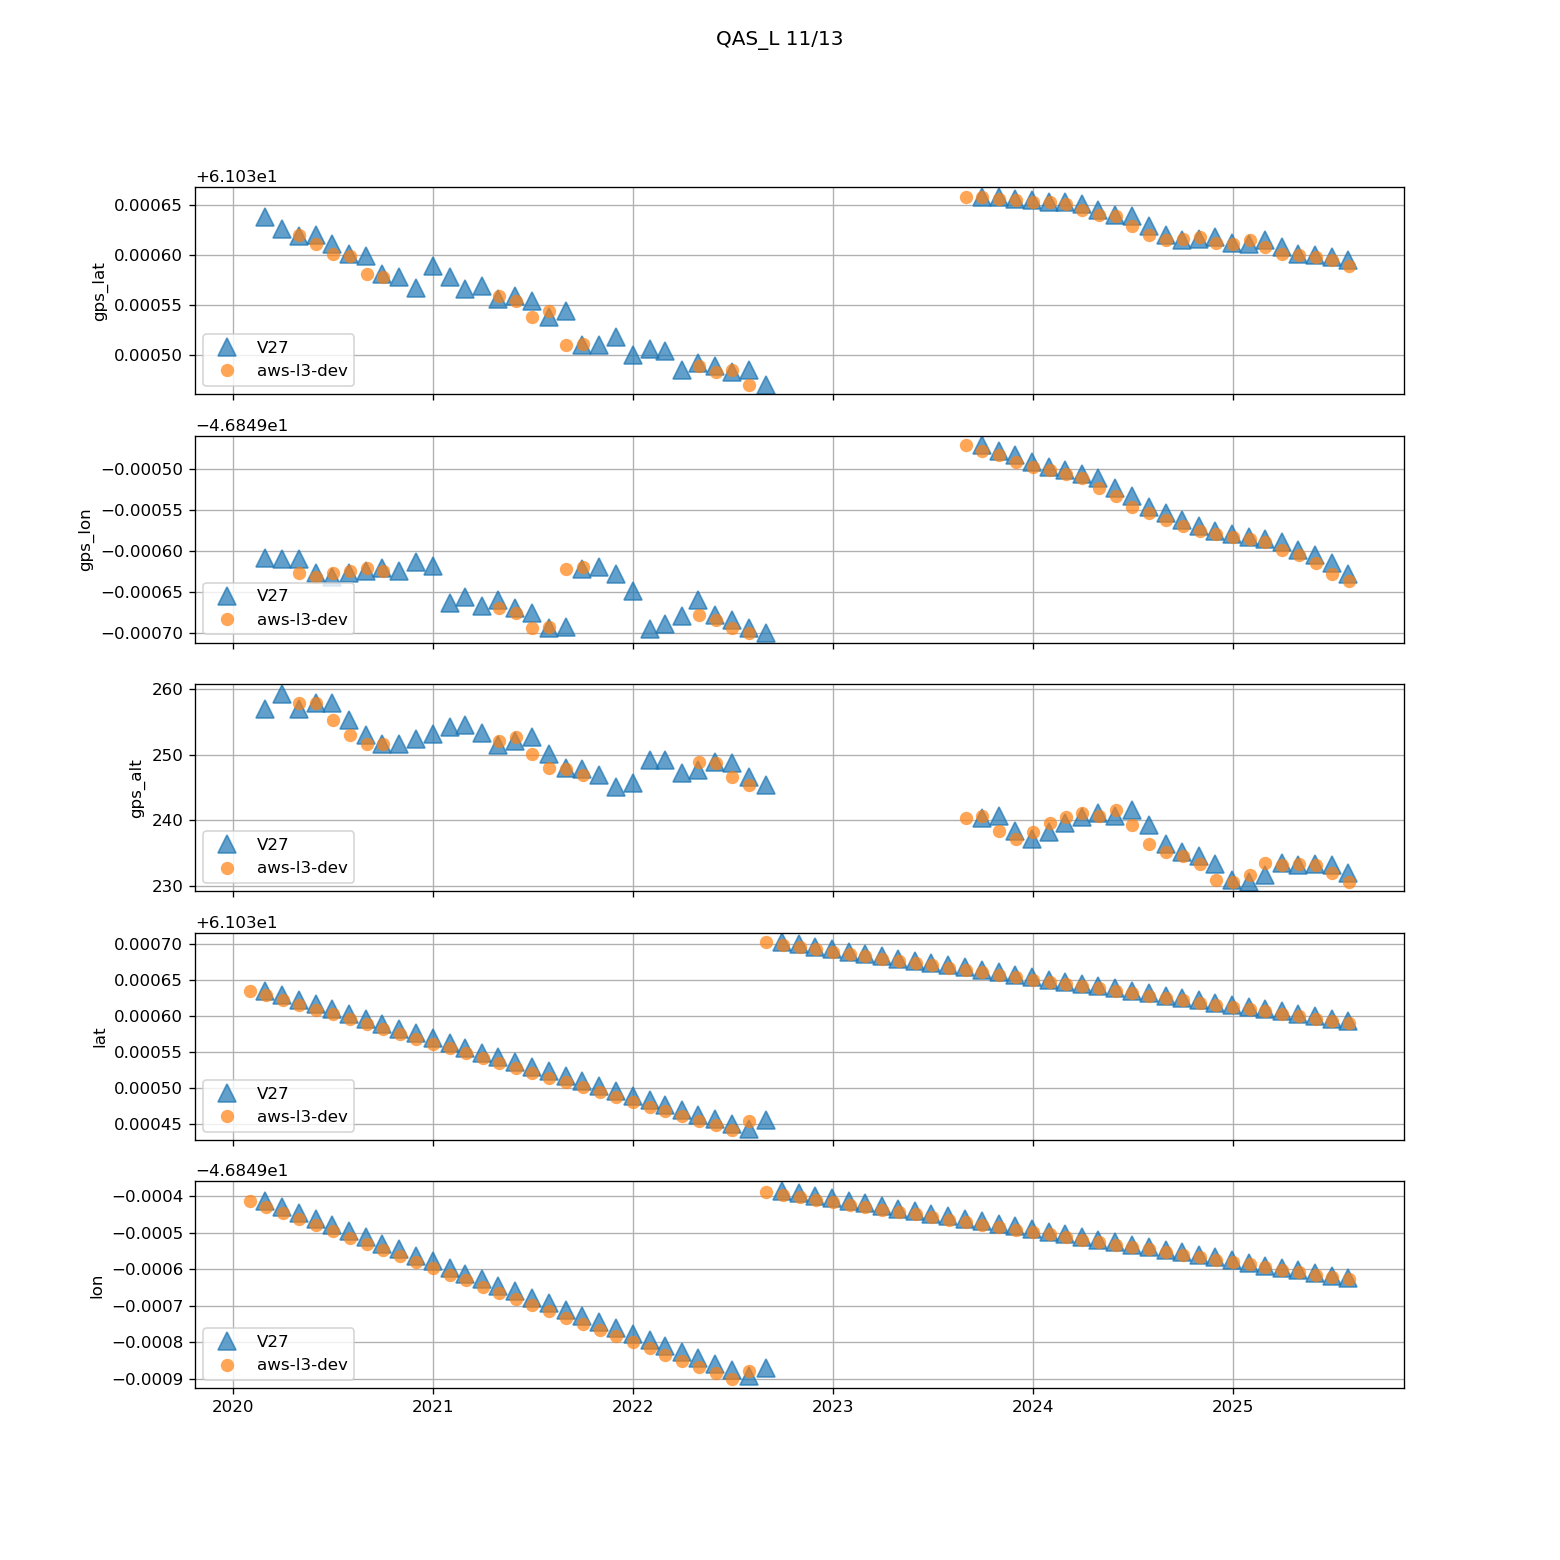 QAS_L 11/13
+6.103e1
0.00065
0.00060
0.00055
0.00050
gps_lat
V27
aws-l3-dev
−4.6849e1
−0.00050
−0.00055
−0.00060
−0.00065
−0.00070
gps_lon
V27
aws-l3-dev
260
250
240
230
gps_alt
V27
aws-l3-dev
+6.103e1
0.00070
0.00065
0.00060
0.00055
0.00050
0.00045
lat
V27
aws-l3-dev
−4.6849e1
−0.0004
−0.0005
−0.0006
−0.0007
−0.0008
−0.0009
lon
V27
aws-l3-dev
2020 2021 2022 2023 2024 2025